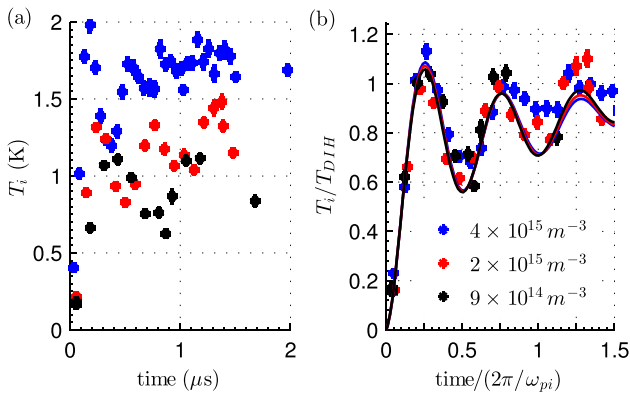 (a)
2
1.5
1
0.5
0
0
1
2
T_i (K)
time (μs)
(b)
1.2
1
0.8
0.6
0.4
0.2
0
0
0.5
1
1.5
T_i/T_DIH
time/(2π/ω_pi)
4 × 10^15 m^−3
2 × 10^15 m^−3
9 × 10^14 m^−3